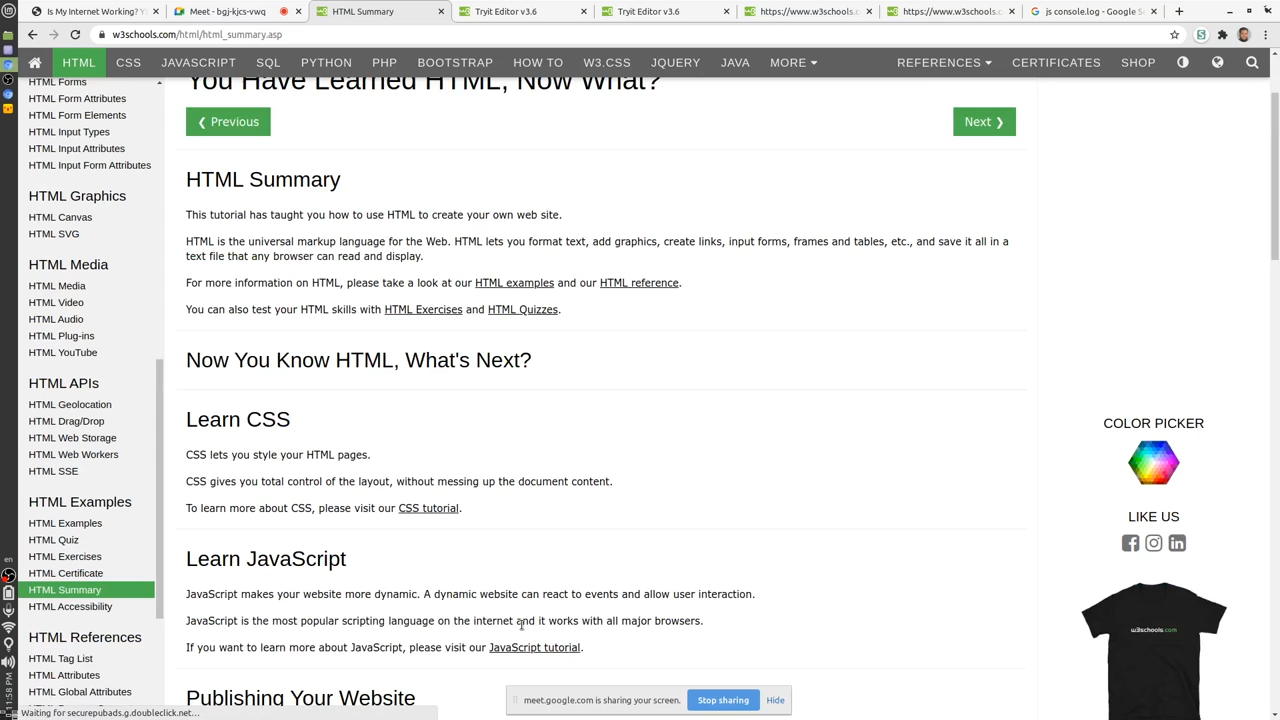 Is My Internet Working? Y
Meet - bgj-kjcs-vwq
HTML Summary
Tryit Editor v3.6
Tryit Editor v3.6
https://www.w3schools.c
https://www.w3schools.c
js console.log - Google S
w3schools.com/html/html_summary.asp
HTML CSS JAVASCRIPT SQL PYTHON PHP BOOTSTRAP HOW TO W3.CSS JQUERY JAVA MORE REFERENCES CERTIFICATES SHOP
HTML Forms
HTML Form Attributes
HTML Form Elements
HTML Input Types
HTML Input Attributes
HTML Input Form Attributes
HTML Graphics
HTML Canvas
HTML SVG
HTML Media
HTML Media
HTML Video
HTML Audio
HTML Plug-ins
HTML YouTube
HTML APIs
HTML Geolocation
HTML Drag/Drop
HTML Web Storage
HTML Web Workers
HTML SSE
HTML Examples
HTML Examples
HTML Quiz
HTML Exercises
HTML Certificate
HTML Summary
HTML Accessibility
HTML References
HTML Tag List
HTML Attributes
HTML Global Attributes
You Have Learned HTML, Now What?
❮ Previous
Next ❯
HTML Summary
This tutorial has taught you how to use HTML to create your own web site.
HTML is the universal markup language for the Web. HTML lets you format text, add graphics, create links, input forms, frames and tables, etc., and save it all in a
text file that any browser can read and display.
For more information on HTML, please take a look at our HTML examples and our HTML reference.
You can also test your HTML skills with HTML Exercises and HTML Quizzes.
Now You Know HTML, What's Next?
Learn CSS
CSS lets you style your HTML pages.
CSS gives you total control of the layout, without messing up the document content.
To learn more about CSS, please visit our CSS tutorial.
Learn JavaScript
JavaScript makes your website more dynamic. A dynamic website can react to events and allow user interaction.
JavaScript is the most popular scripting language on the internet and it works with all major browsers.
If you want to learn more about JavaScript, please visit our JavaScript tutorial.
Publishing Your Website
COLOR PICKER
LIKE US
w3schools.com
meet.google.com is sharing your screen.
Stop sharing
Hide
Waiting for securepubads.g.doubleclick.net...
en
11:58 PM